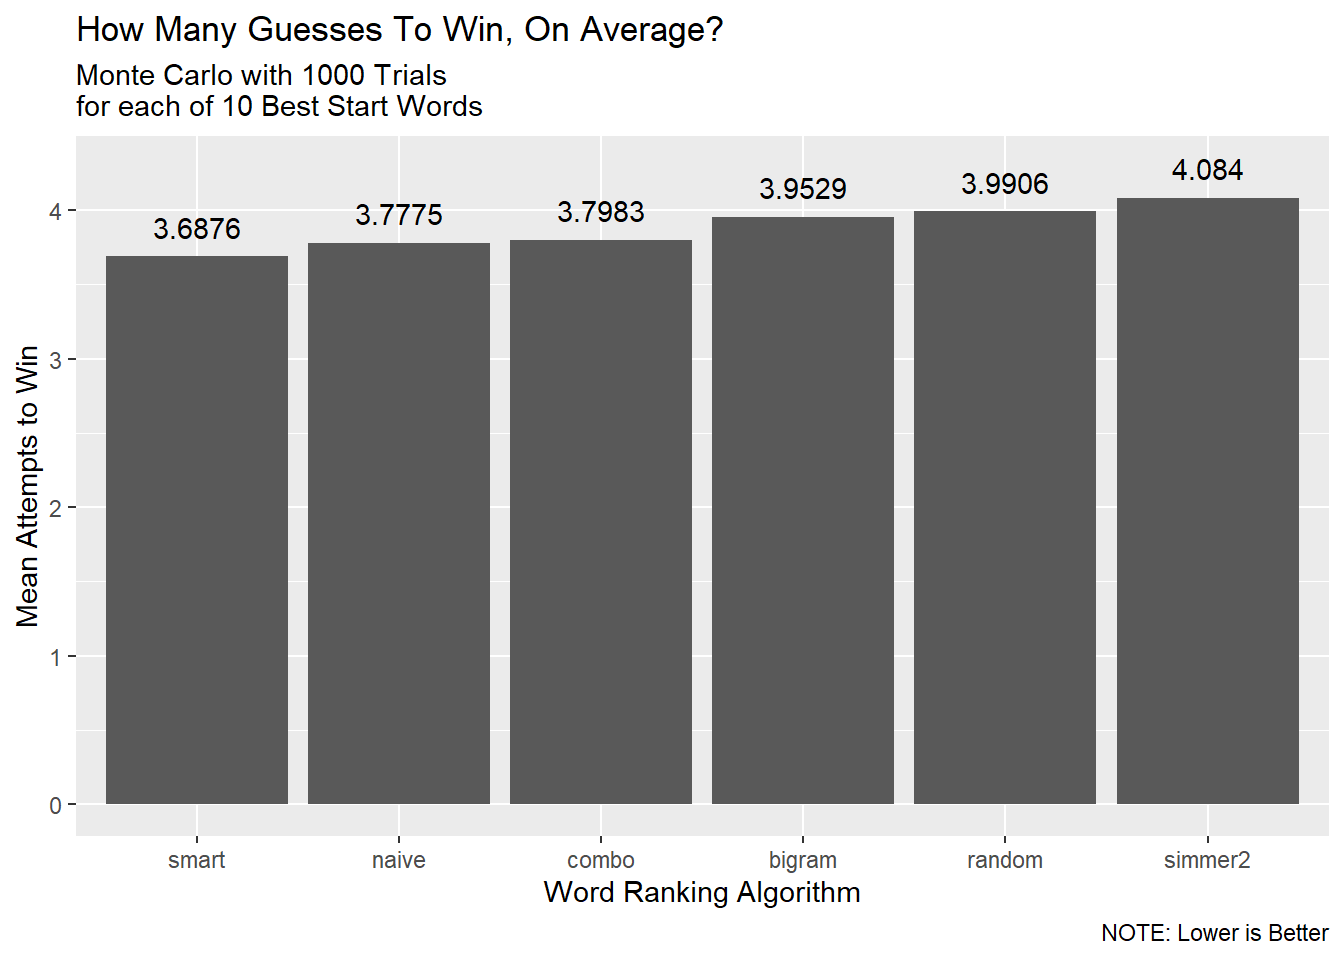 How Many Guesses To Win, On Average?
Monte Carlo with 1000 Trials
for each of 10 Best Start Words
3.6876
3.7775
3.7983
3.9529
3.9906
4.084
4
3
2
1
0
Mean Attempts to Win
smart
naive
combo
bigram
random
simmer2
Word Ranking Algorithm
NOTE: Lower is Better